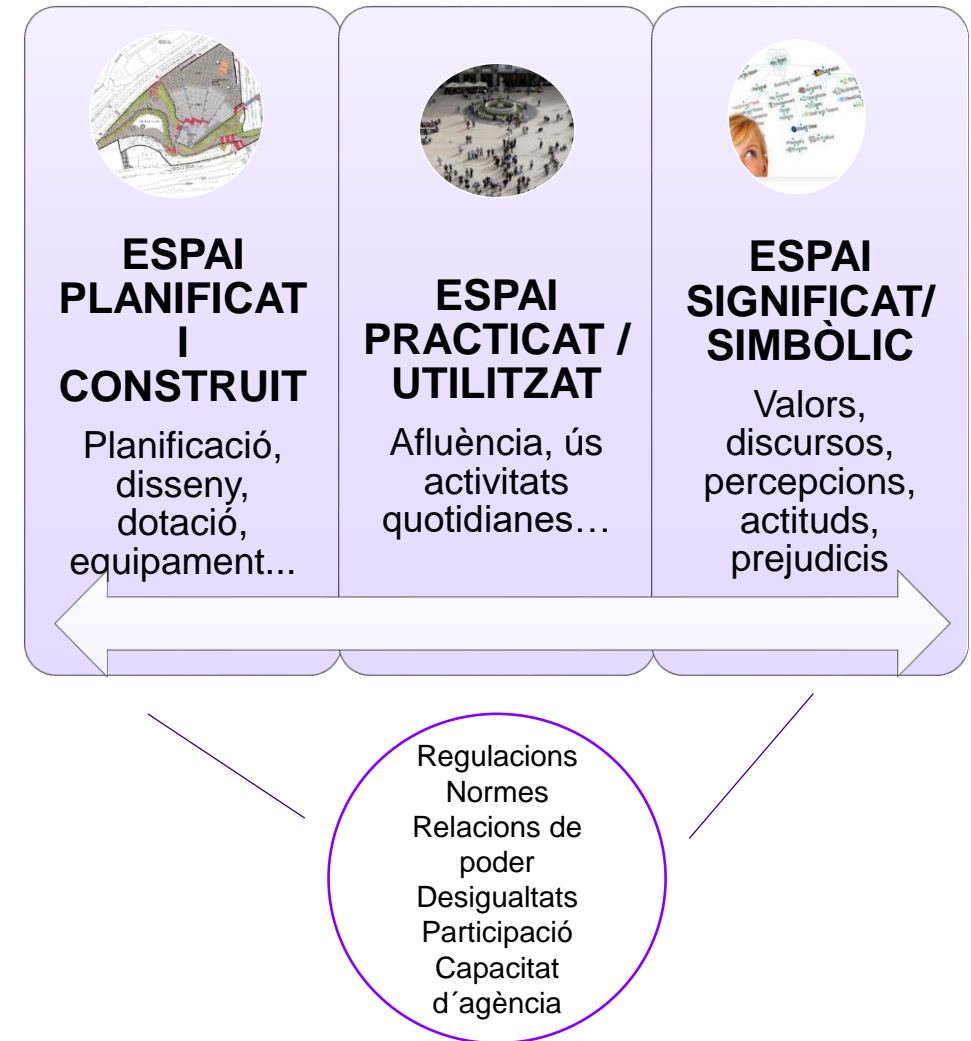 ESPAI
PLANIFICAT
I
CONSTRUIT
Planificació,
disseny,
dotació,
equipament...
ESPAI
PRACTICAT /
UTILITZAT
Afluència, ús
activitats
quotidianes…
ESPAI
SIGNIFICAT/
SIMBÒLIC
Valors,
discursos,
percepcions,
actituds,
prejudicis
Regulacions
Normes
Relacions de
poder
Desigualtats
Participació
Capacitat
d´agència